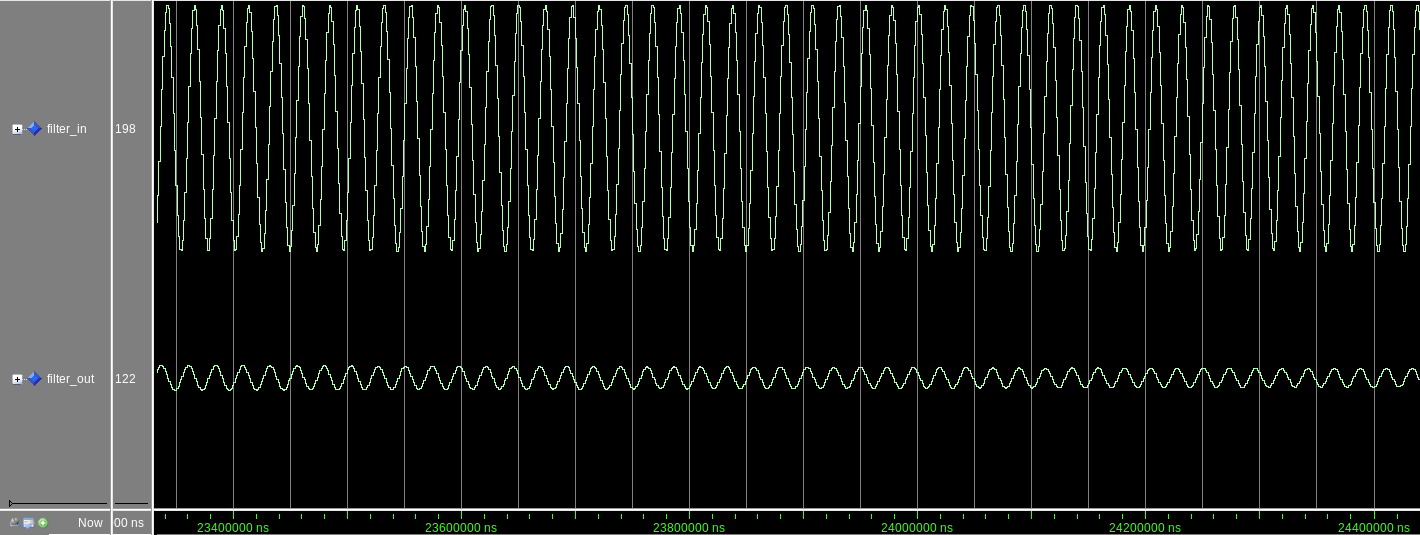 filter_in 198
filter_out 122
Now 00 ns
23400000 ns 23600000 ns 23800000 ns 24000000 ns 24200000 ns 24400000 ns